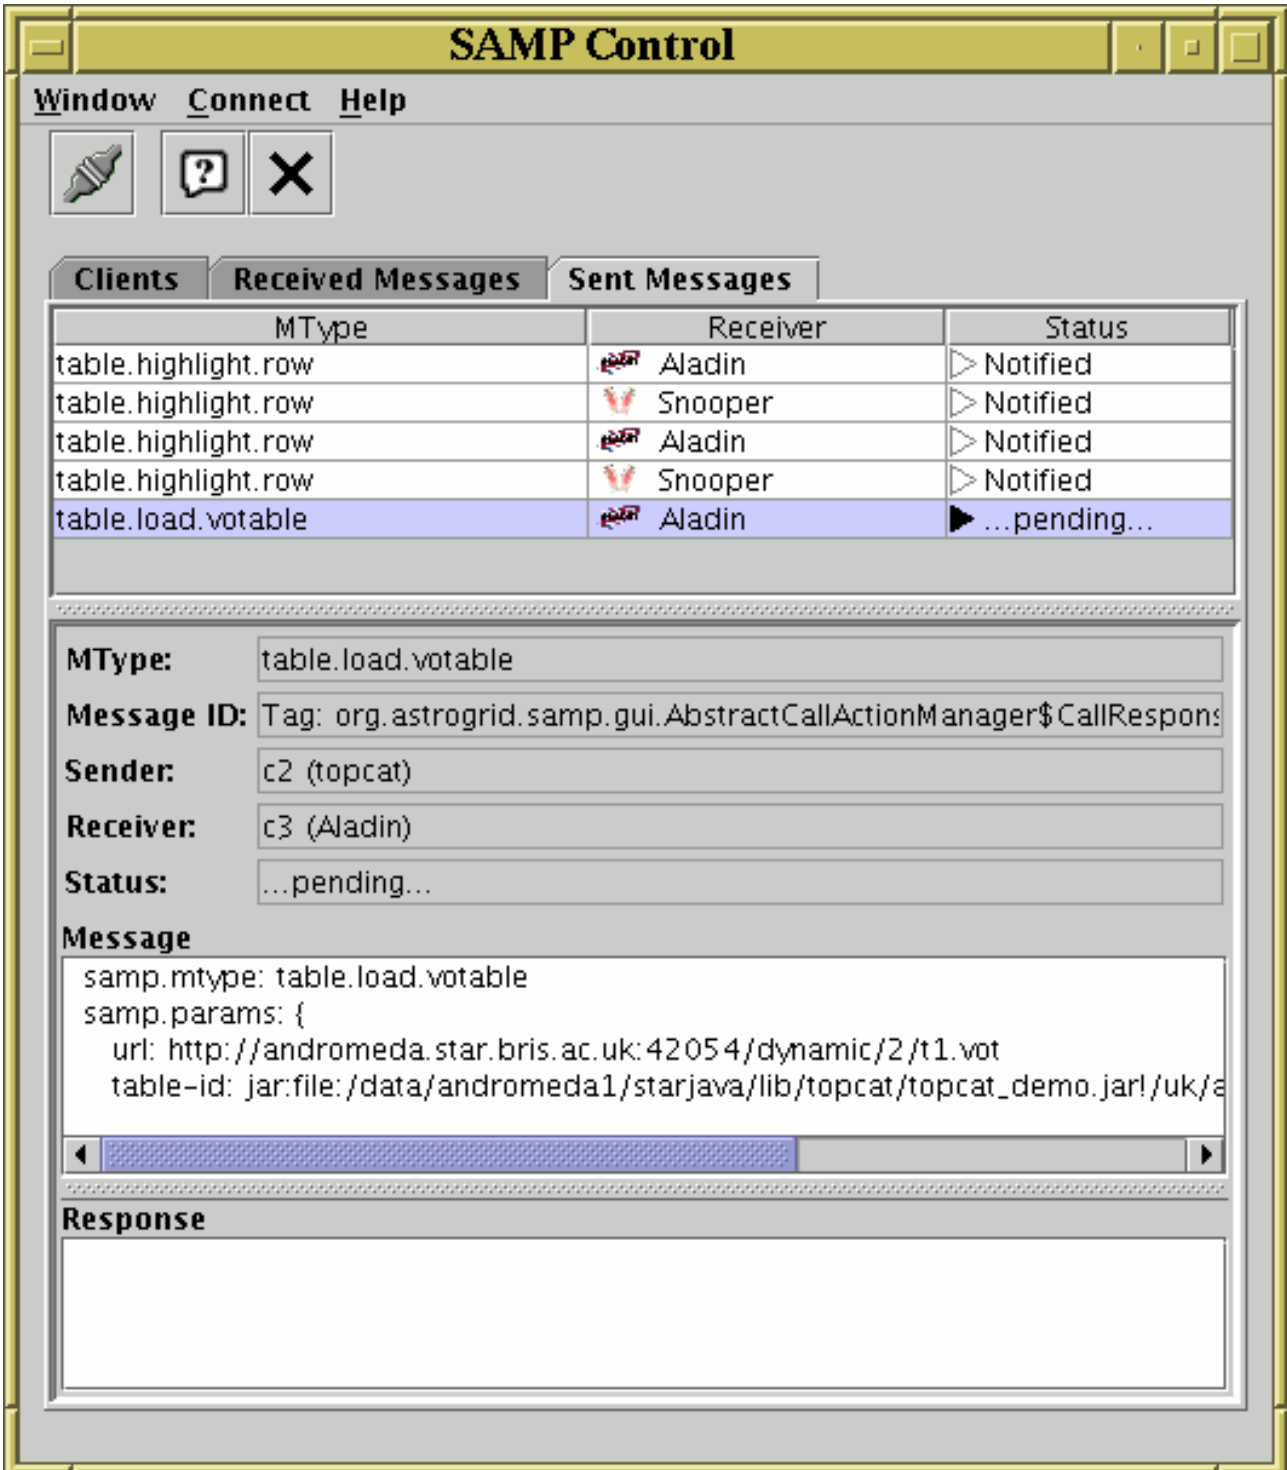 SAMP Control
Window Connect Help
Clients Received Messages Sent Messages
MType Receiver Status
table.highlight.row Aladin Notified
table.highlight.row Snooper Notified
table.highlight.row Aladin Notified
table.highlight.row Snooper Notified
table.load.votable Aladin ...pending...
MType: table.load.votable
Message ID: Tag: org.astrogrid.samp.gui.AbstractCallActionManager$CallRespons
Sender: c2 (topcat)
Receiver: c3 (Aladin)
Status: ...pending...
Message
samp.mtype: table.load.votable
samp.params: {
url: http://andromeda.star.bris.ac.uk:42054/dynamic/2/t1.vot
table-id: jar:file:/data/andromeda1/starjava/lib/topcat/topcat_demo.jar!/uk/a
Response